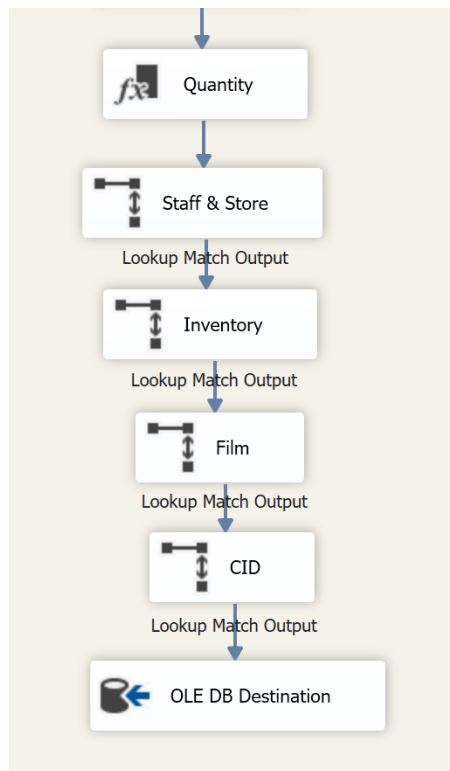 Quantity
Staff & Store
Lookup Match Output
Inventory
Lookup Match Output
Film
Lookup Match Output
CID
Lookup Match Output
OLE DB Destination